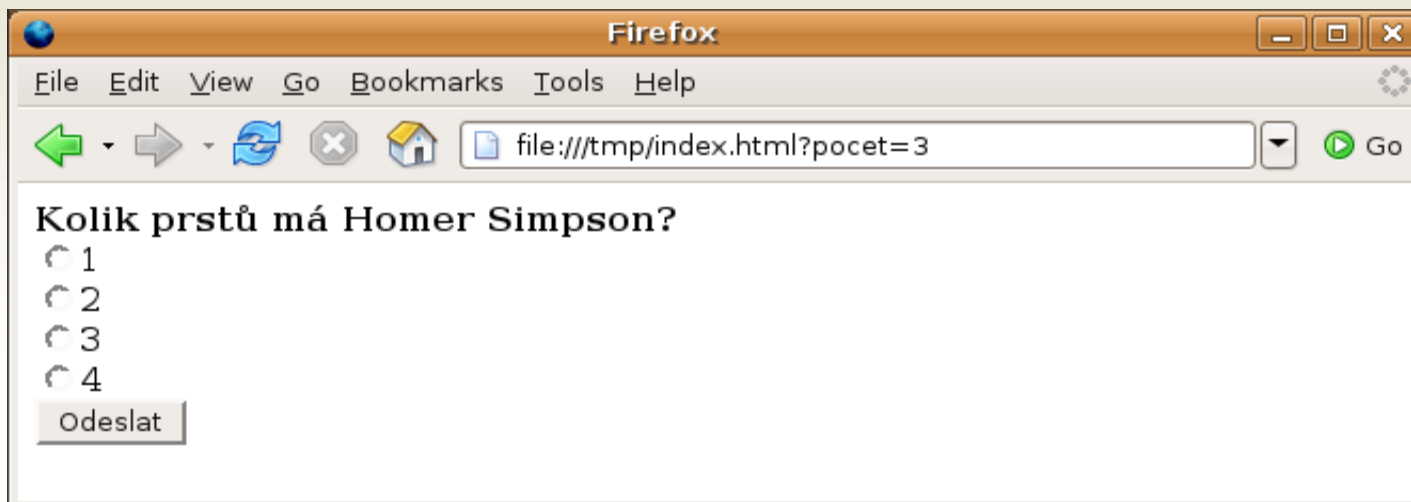 Firefox
File Edit View Go Bookmarks Tools Help
file:///tmp/index.html?pocet=3 Go
Kolik prstů má Homer Simpson?
1
2
3
4
Odeslat